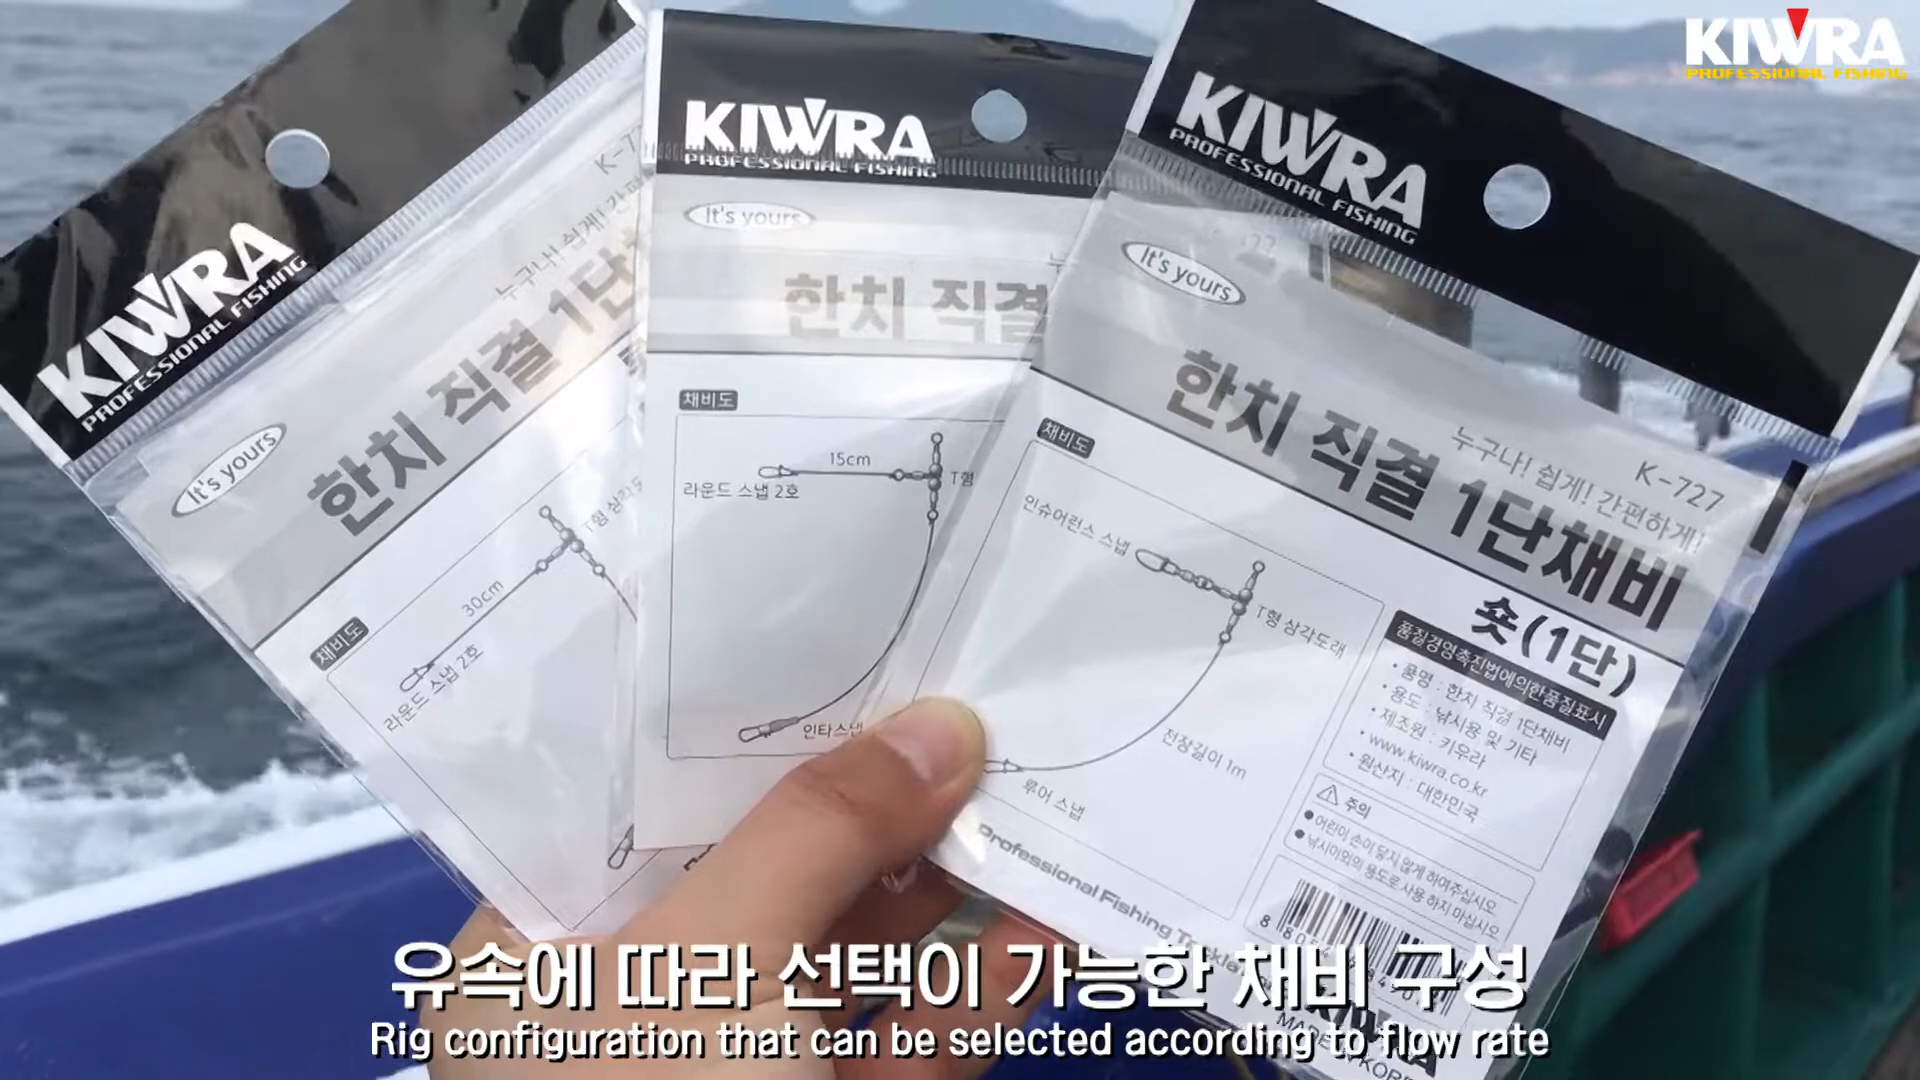 KIWRA
PROFESSIONAL FISHING
KIWRA
PROFESSIONAL FISHING
It's yours
누구나! 쉽게!
한치 직결 1단
채비도
30cm
라운드 스냅 2호
T형
KIWRA
PROFESSIONAL FISHING
It's yours
한치 직결
채비도
15cm
라운드 스냅 2호
T형
인타스냅
KIWRA
PROFESSIONAL FISHING
It's yours
K-727
누구나! 쉽게! 간편하게!
한치 직결 1단채비
숏(1단)
채비도
인슈어런스 스냅
T형 삼각도래
전장길이 1m
루어 스냅
품질경영촉진법에의한품질표시
• 품명 : 한치 직결 1단채비
• 용도 : 낚시용 및 기타
• 제조원 : 키우라
• www.kiwra.co.kr
• 원산지 : 대한민국
주의
● 어린이 손이 닿지 않게 하여주십시오
● 낚시이외의 용도로 사용 하지 마십시오
Professional Fishing
유속에 따라 선택이 가능한 채비 구성
Rig configuration that can be selected according to flow rate